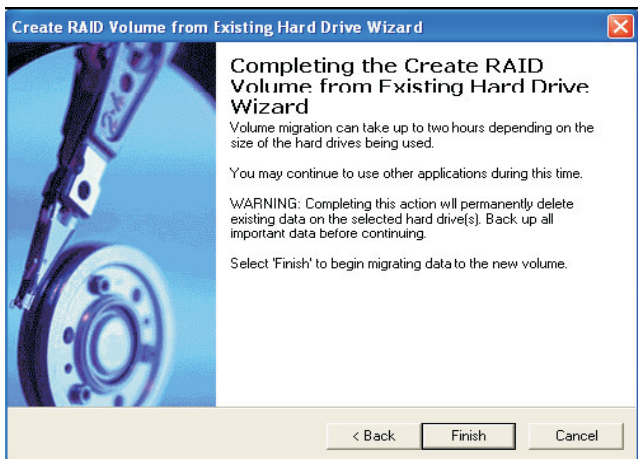 Create RAID Volume from Existing Hard Drive Wizard
Completing the Create RAID
Volume from Existing Hard Drive
Wizard
Volume migration can take up to two hours depending on the
size of the hard drives being used.
You may continue to use other applications during this time.
WARNING: Completing this action will permanently delete
existing data on the selected hard drive(s). Back up all
important data before continuing.
Select 'Finish' to begin migrating data to the new volume.
< Back
Finish
Cancel